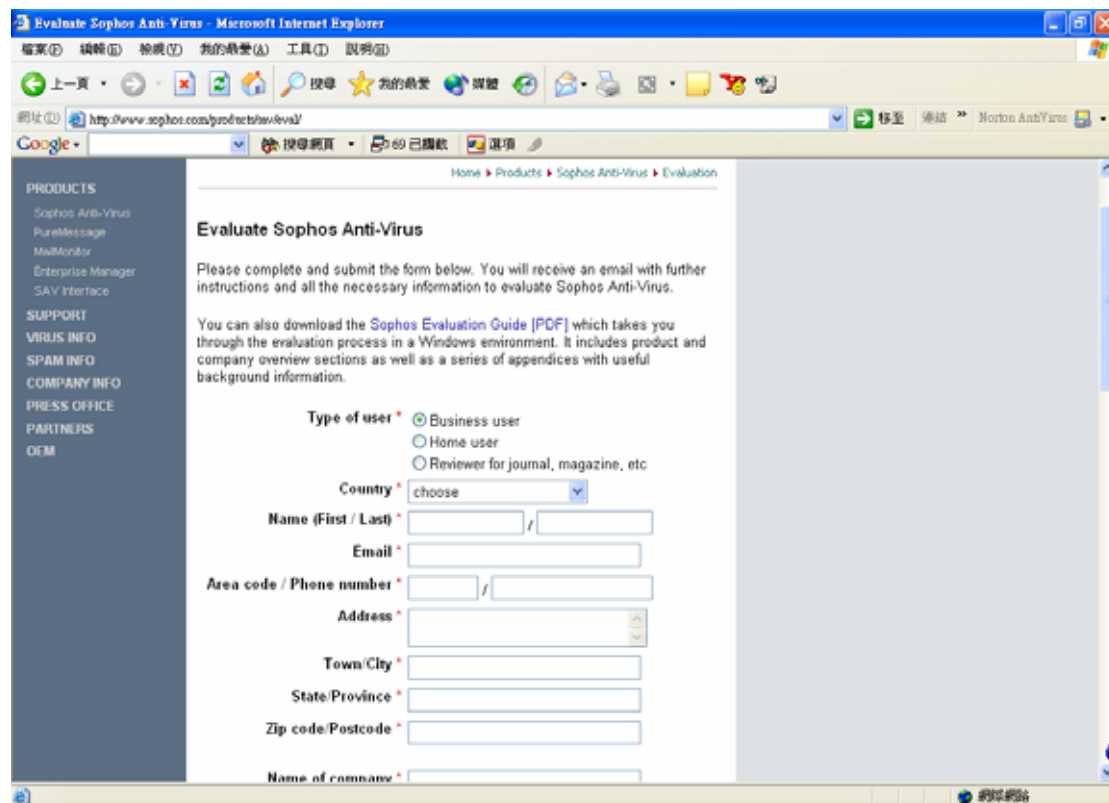 Evaluate Sophos Anti-Virus - Microsoft Internet Explorer
檔案(F) 編輯(E) 檢視(V) 我的最愛(A) 工具(T) 說明(H)
上一頁 搜尋 我的最愛 媒體
網址(D) http://www.sophos.com/products/sav/eval/ 移至 連結 » Norton AntiVirus
Google 搜尋網頁 69 已攔截 選項
Home Products Sophos Anti-Virus Evaluation
PRODUCTS
Sophos Anti-Virus
PureMessage
MailMonitor
Enterprise Manager
SAV Interface
SUPPORT
VIRUS INFO
SPAM INFO
COMPANY INFO
PRESS OFFICE
PARTNERS
OEM
Evaluate Sophos Anti-Virus
Please complete and submit the form below. You will receive an email with further
instructions and all the necessary information to evaluate Sophos Anti-Virus.
You can also download the Sophos Evaluation Guide [PDF] which takes you
through the evaluation process in a Windows environment. It includes product and
company overview sections as well as a series of appendices with useful
background information.
Type of user * Business user
Home user
Reviewer for journal, magazine, etc
Country * choose
Name (First / Last) * /
Email *
Area code / Phone number * /
Address *
Town/City *
State/Province *
Zip code/Postcode *
Name of company *
網際網路